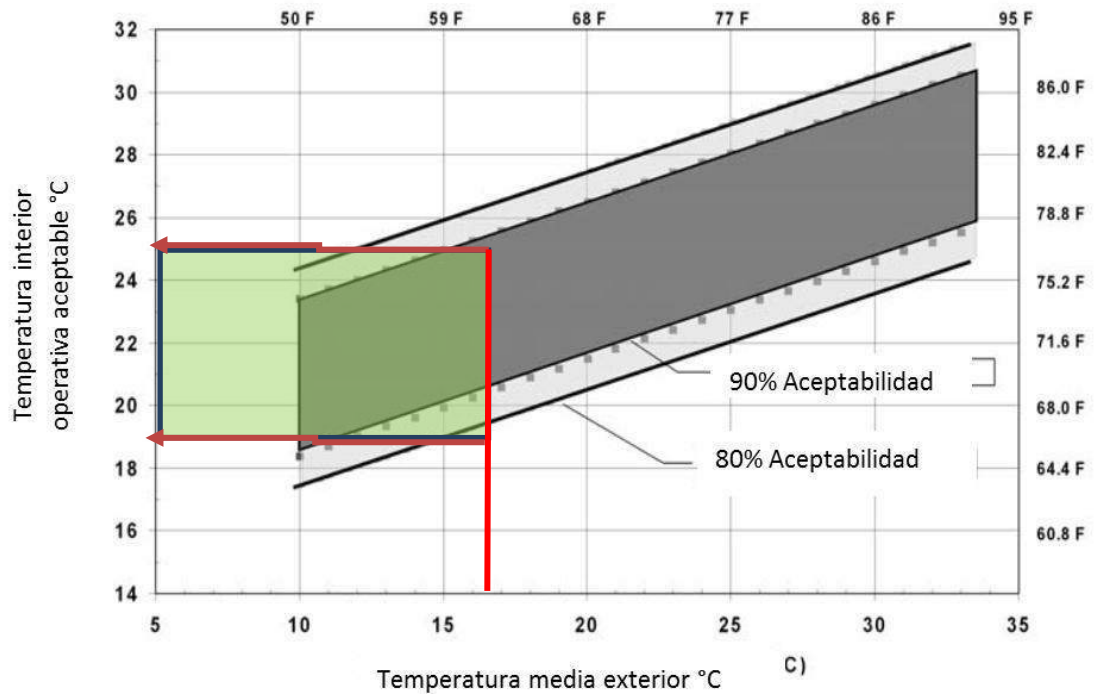 50 F 59 F 68 F 77 F 86 F 95 F
32
30
28
26
24
22
20
18
16
14
Temperatura interior
operativa aceptable °C
86.0 F
82.4 F
78.8 F
75.2 F
71.6 F
68.0 F
64.4 F
60.8 F
90% Aceptabilidad
80% Aceptabilidad
5 10 15 20 25 30 35
Temperatura media exterior °C
C)